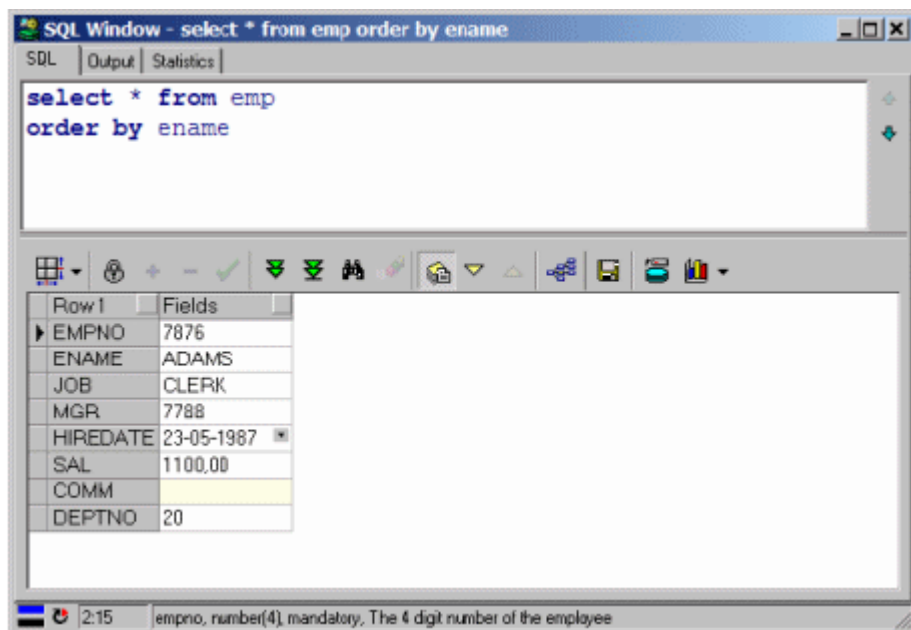 SQL Window - select * from emp order by ename
SQL Output Statistics
select * from emp
order by ename
Row 1 Fields
EMPNO 7876
ENAME ADAMS
JOB CLERK
MGR 7788
HIREDATE 23-05-1987
SAL 1100,00
COMM
DEPTNO 20
2:15 empno, number(4), mandatory, The 4 digit number of the employee